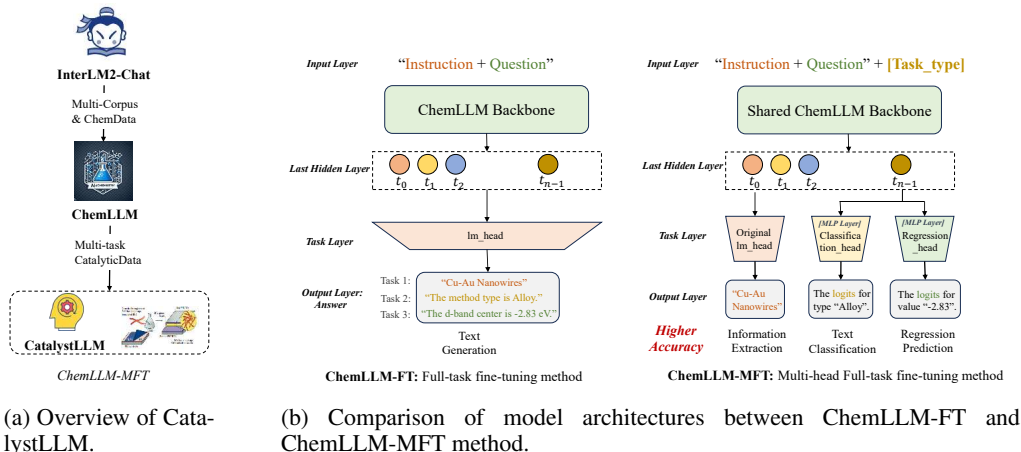 InterLM2-Chat
Multi-Corpus
& ChemData
ChemLLM
Multi-task
CatalyticData
CatalystLLM
ChemLLM-MFT
(a) Overview of Cata-
lystLLM.
Input Layer
“Instruction + Question”
ChemLLM Backbone
Last Hidden Layer
t0 t1 t2 tn−1
Task Layer
lm_head
Output Layer:
Answer
Task 1: “Cu-Au Nanowires”
Task 2: “The method type is Alloy.”
Task 3: “The d-band center is -2.83 eV.”
Text
Generation
ChemLLM-FT: Full-task fine-tuning method
Input Layer
“Instruction + Question” + [Task_type]
Shared ChemLLM Backbone
Last Hidden Layer
t0 t1 t2 tn−1
Task Layer
Original
lm_head
[MLP Layer]
Classifica
tion_head
[MLP Layer]
Regression
_head
Output Layer
“Cu-Au
Nanowires”
The logits for
type “Alloy”.
The logits for
value “-2.83”.
Higher
Accuracy
Information
Extraction
Text
Classification
Regression
Prediction
ChemLLM-MFT: Multi-head Full-task fine-tuning method
(b) Comparison of model architectures between ChemLLM-FT and
ChemLLM-MFT method.